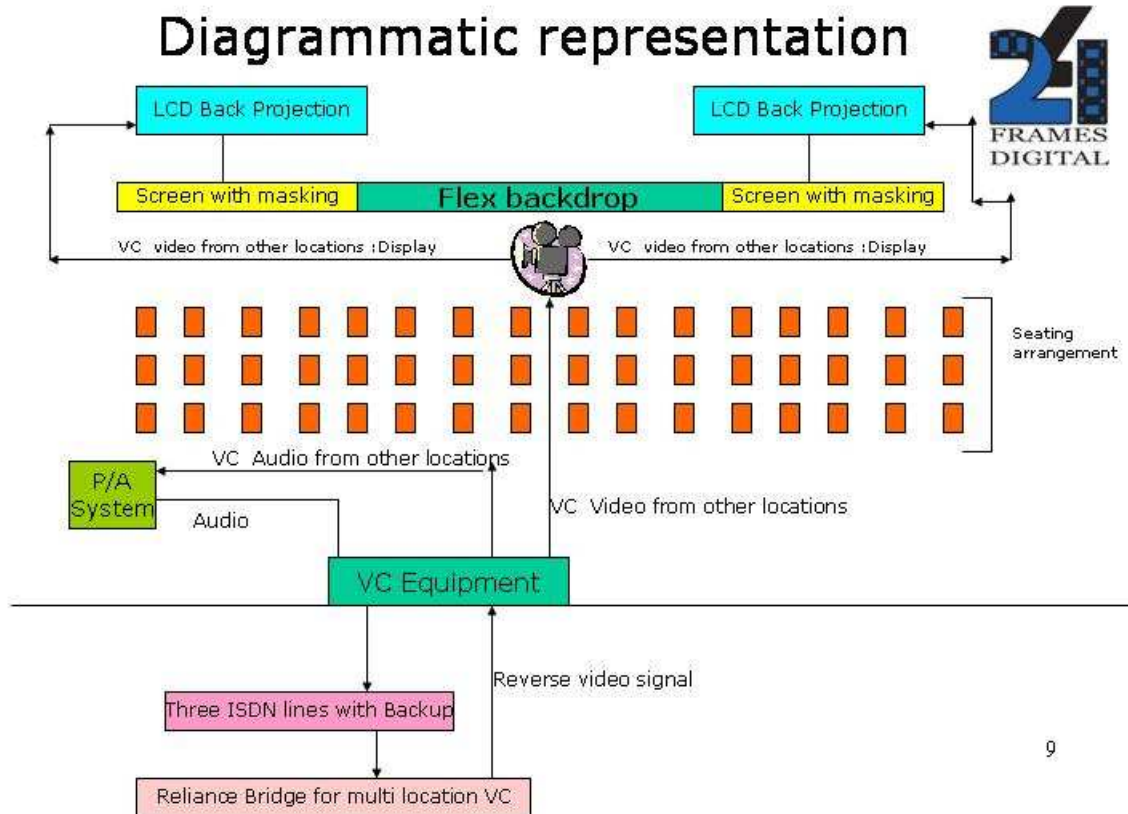 Diagrammatic representation
24
FRAMES
DIGITAL
LCD Back Projection
LCD Back Projection
Screen with masking
Flex backdrop
Screen with masking
VC video from other locations :Display
VC video from other locations :Display
Seating
arrangement
VC Audio from other locations
P/A
System
Audio
VC Video from other locations
VC Equipment
Reverse video signal
Three ISDN lines with Backup
9
Reliance Bridge for multi location VC